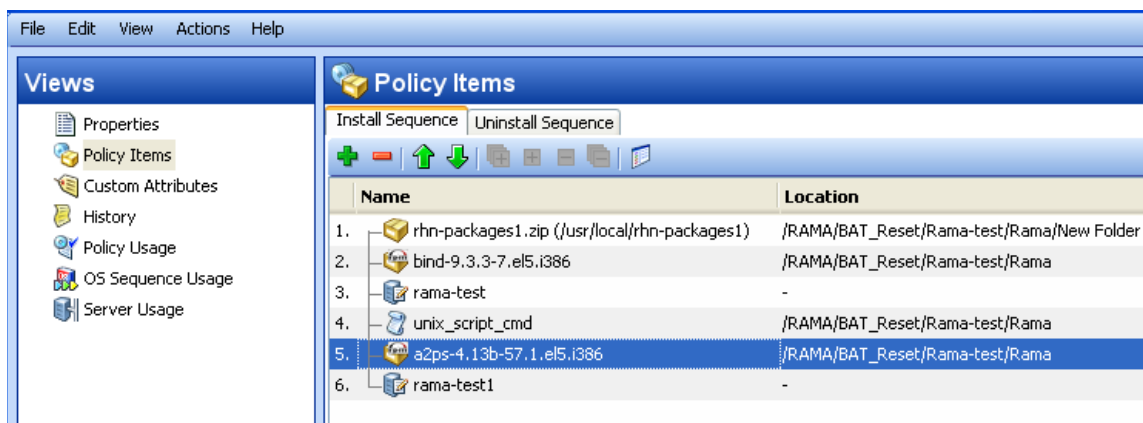 File Edit View Actions Help
Views
Properties
Policy Items
Custom Attributes
History
Policy Usage
OS Sequence Usage
Server Usage
Policy Items
Install Sequence Uninstall Sequence
Name Location
1. rhn-packages1.zip (/usr/local/rhn-packages1) /RAMA/BAT_Reset/Rama-test/Rama/New Folder
2. bind-9.3.3-7.el5.i386 /RAMA/BAT_Reset/Rama-test/Rama
3. rama-test -
4. unix_script_cmd /RAMA/BAT_Reset/Rama-test/Rama
5. a2ps-4.13b-57.1.el5.i386 /RAMA/BAT_Reset/Rama-test/Rama
6. rama-test1 -